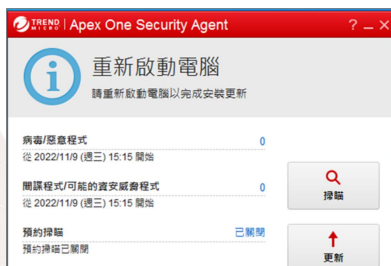 TREND MICRO | Apex One Security Agent ? – ×
重新啟動電腦
請重新啟動電腦以完成安裝更新
病毒/惡意程式 0
從 2022/11/9 (週三) 15:15 開始
間諜程式/可能的資安威脅程式 0
從 2022/11/9 (週三) 15:15 開始
掃瞄
預約掃瞄 已關閉
預約掃瞄已關閉
更新